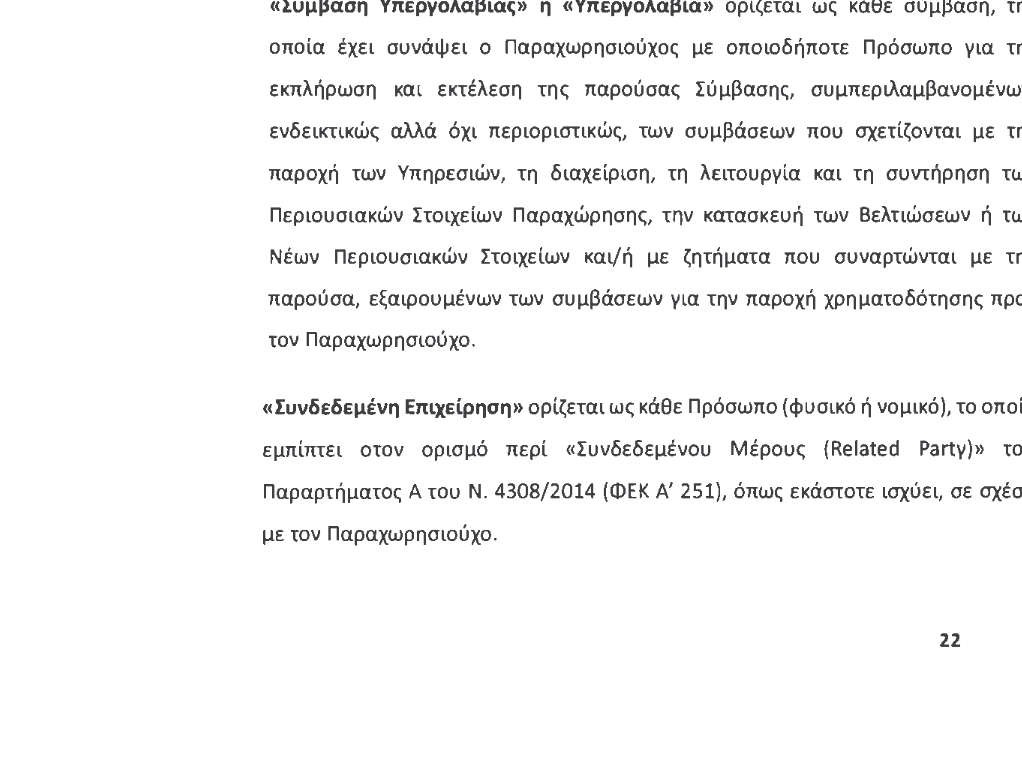 «Σύμβαση Υπεργολαβίας» ή «Υπεργολαβία» ορίζεται ως κάθε σύμβαση, τη
οποία έχει συνάψει ο Παραχωρησιούχος με οποιοδήποτε Πρόσωπο για τη
εκπλήρωση και εκτέλεση της παρούσας Σύμβασης, συμπεριλαμβανομένω
ενδεικτικώς αλλά όχι περιοριστικώς, των συμβάσεων που σχετίζονται με τη
παροχή των Υπηρεσιών, τη διαχείριση, τη λειτουργία και τη συντήρηση τω
Περιουσιακών Στοιχείων Παραχώρησης, την κατασκευή των Βελτιώσεων ή τω
Νέων Περιουσιακών Στοιχείων και/ή με ζητήματα που συναρτώνται με τη
παρούσα, εξαιρουμένων των συμβάσεων για την παροχή χρηματοδότησης προ
τον Παραχωρησιούχο.
«Συνδεδεμένη Επιχείρηση» ορίζεται ως κάθε Πρόσωπο (φυσικό ή νομικό), το οποί
εμπίπτει στον ορισμό περί «Συνδεδεμένου Μέρους (Related Party)» το
Παραρτήματος Α του Ν. 4308/2014 (ΦΕΚ Α’ 251), όπως εκάστοτε ισχύει, σε σχέσ
με τον Παραχωρησιούχο.
22